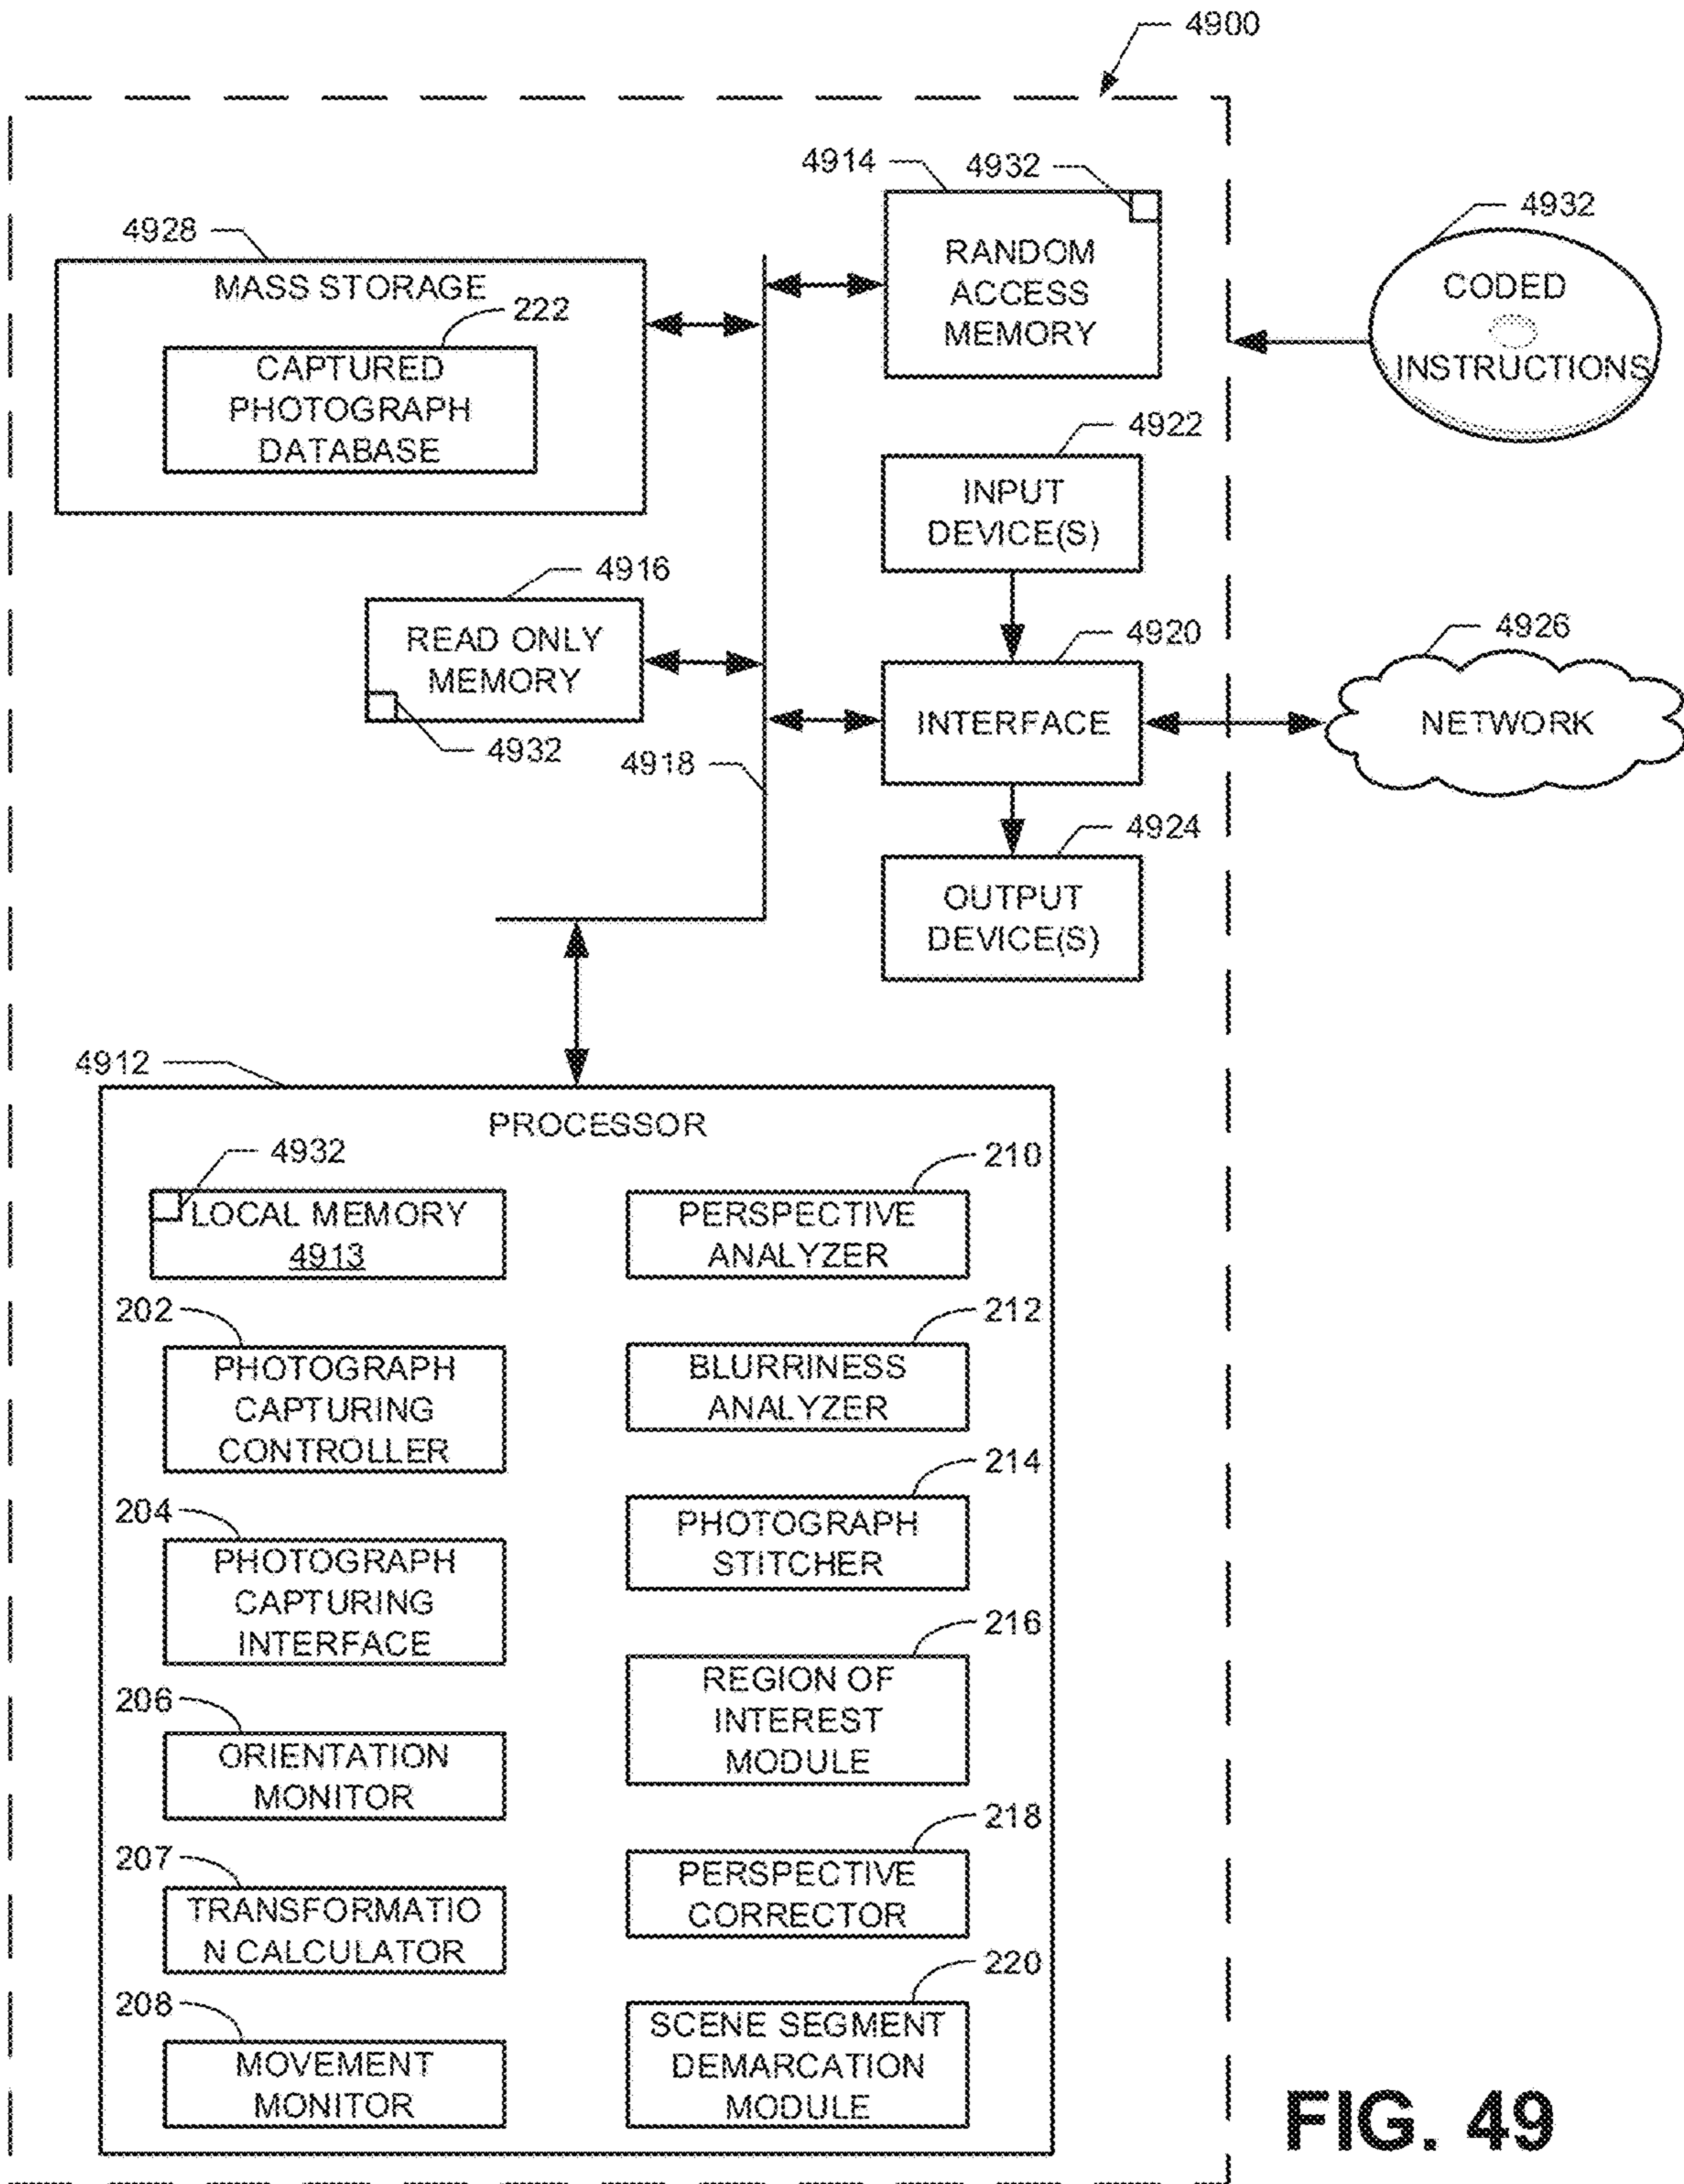 4900
4914
4932
4928
MASS STORAGE
222
CAPTURED
PHOTOGRAPH
DATABASE
RANDOM
ACCESS
MEMORY
4932
CODED
INSTRUCTIONS
4922
INPUT
DEVICE(S)
4916
READ ONLY
MEMORY
4932
4918
4920
INTERFACE
4926
NETWORK
4924
OUTPUT
DEVICE(S)
4912
PROCESSOR
4932
LOCAL MEMORY
4913
202
PHOTOGRAPH
CAPTURING
CONTROLLER
204
PHOTOGRAPH
CAPTURING
INTERFACE
206
ORIENTATION
MONITOR
207
TRANSFORMATIO
N CALCULATOR
208
MOVEMENT
MONITOR
210
PERSPECTIVE
ANALYZER
212
BLURRINESS
ANALYZER
214
PHOTOGRAPH
STITCHER
216
REGION OF
INTEREST
MODULE
218
PERSPECTIVE
CORRECTOR
220
SCENE SEGMENT
DEMARCATION
MODULE
FIG. 49